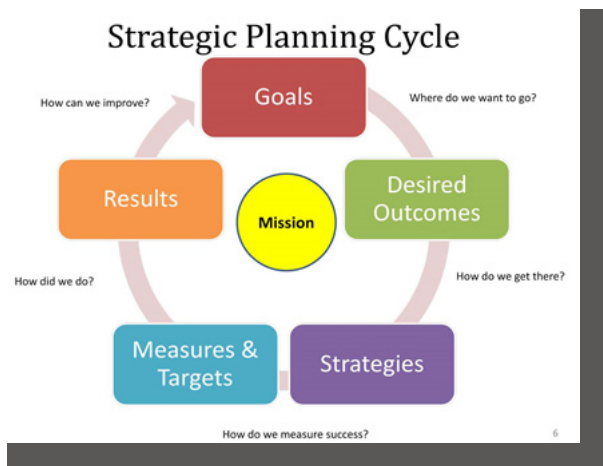 Strategic Planning Cycle
Goals
How can we improve?
Where do we want to go?
Results
Desired
Outcomes
Mission
How did we do?
How do we get there?
Measures &
Targets
Strategies
How do we measure success?
6